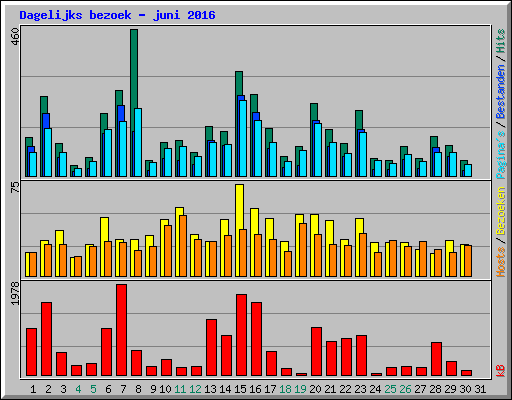 Dagelijks bezoek - juni 2016
460
Hosts / Bezoeken Pagina's / Bestanden / Hits
75
1978
kB
1 2 3 4 5 6 7 8 9 10 11 12 13 14 15 16 17 18 19 20 21 22 23 24 25 26 27 28 29 30 31